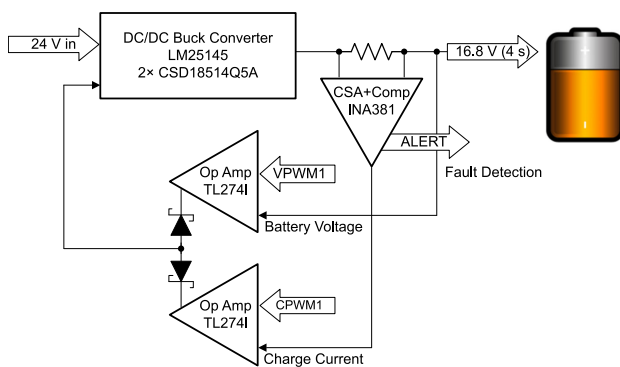 24 V in
DC/DC Buck Converter
LM25145
2× CSD18514Q5A
16.8 V (4 s)
CSA+Comp
INA381
ALERT
Fault Detection
Op Amp
TL274I
VPWM1
Battery Voltage
Op Amp
TL274I
CPWM1
Charge Current